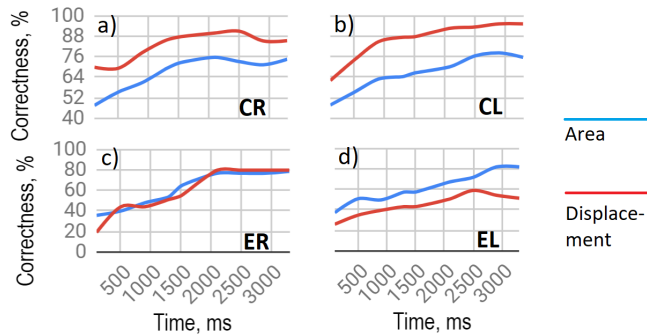 Correctness, %
100
88
76
64
52
40
a)
CR
b)
CL
Correctness, %
100
80
60
40
20
0
c)
ER
d)
EL
500
1000
1500
2000
2500
3000
500
1000
1500
2000
2500
3000
Time, ms
Time, ms
Area
Displace-
ment